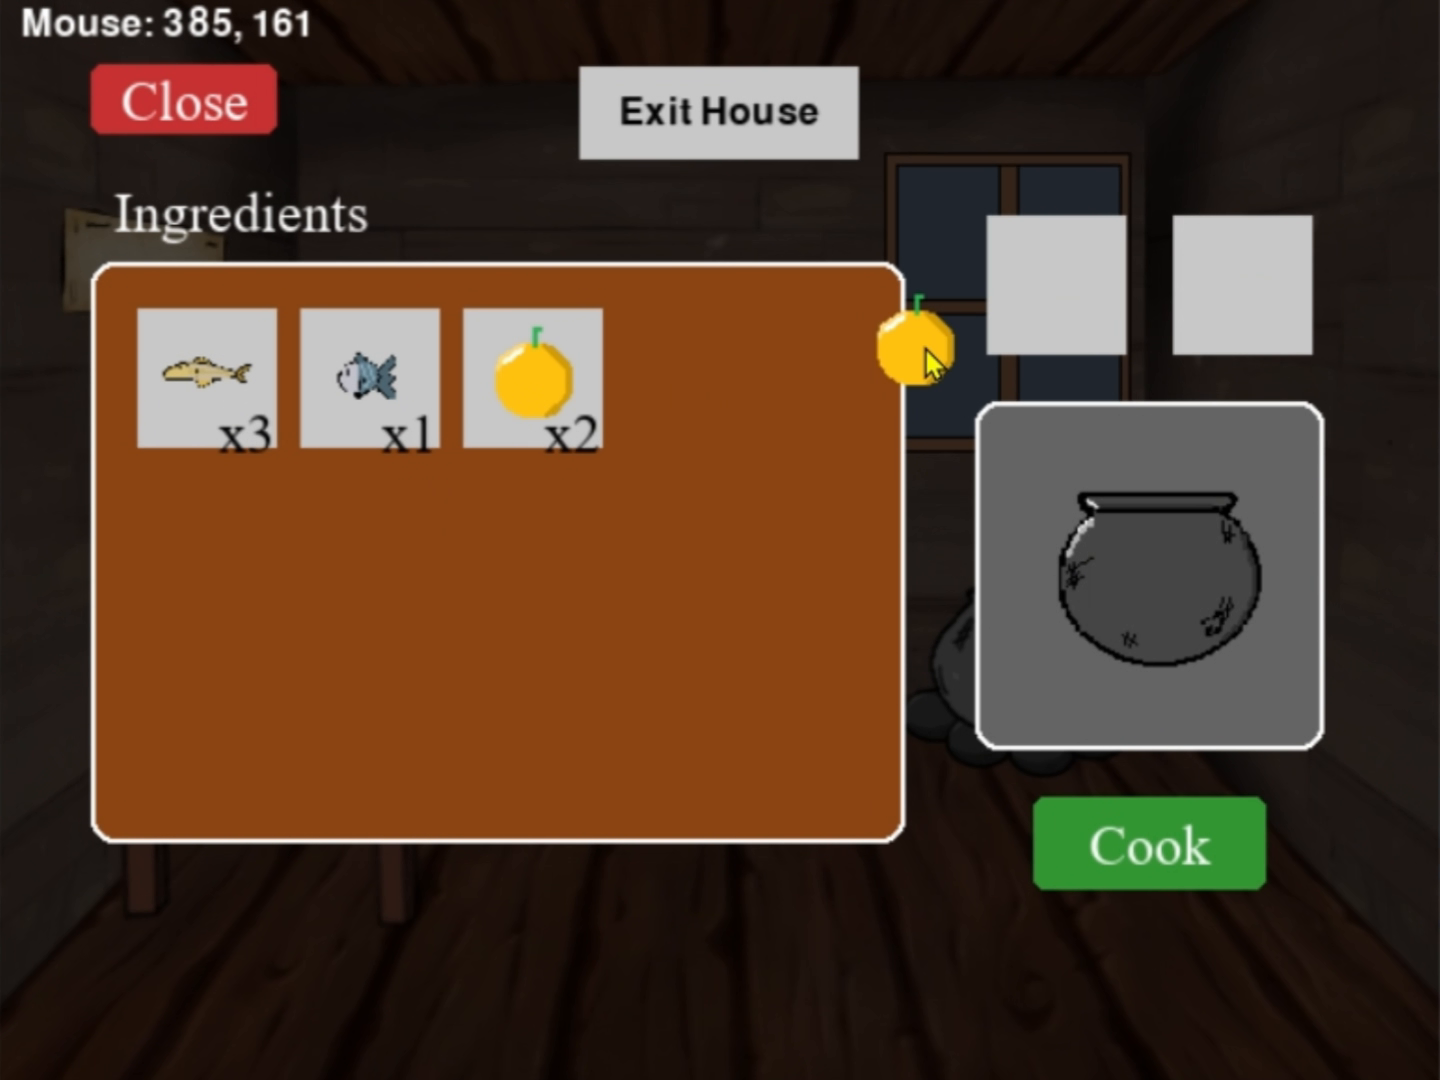 Mouse: 385, 161
Close
Exit House
Ingredients
x3
x1
x2
Cook